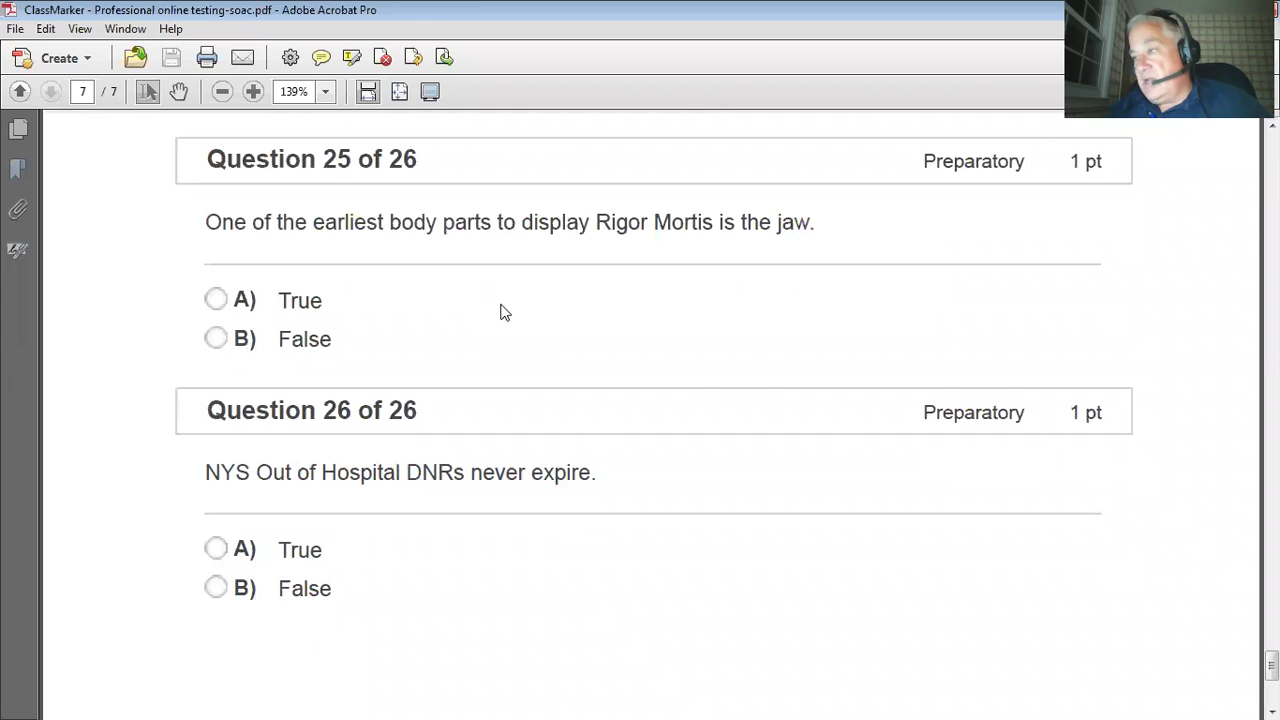 ClassMarker - Professional online testing-soac.pdf - Adobe Acrobat Pro
File Edit View Window Help
Create
7 / 7 139%
Question 25 of 26 Preparatory 1 pt
One of the earliest body parts to display Rigor Mortis is the jaw.
A) True
B) False
Question 26 of 26 Preparatory 1 pt
NYS Out of Hospital DNRs never expire.
A) True
B) False